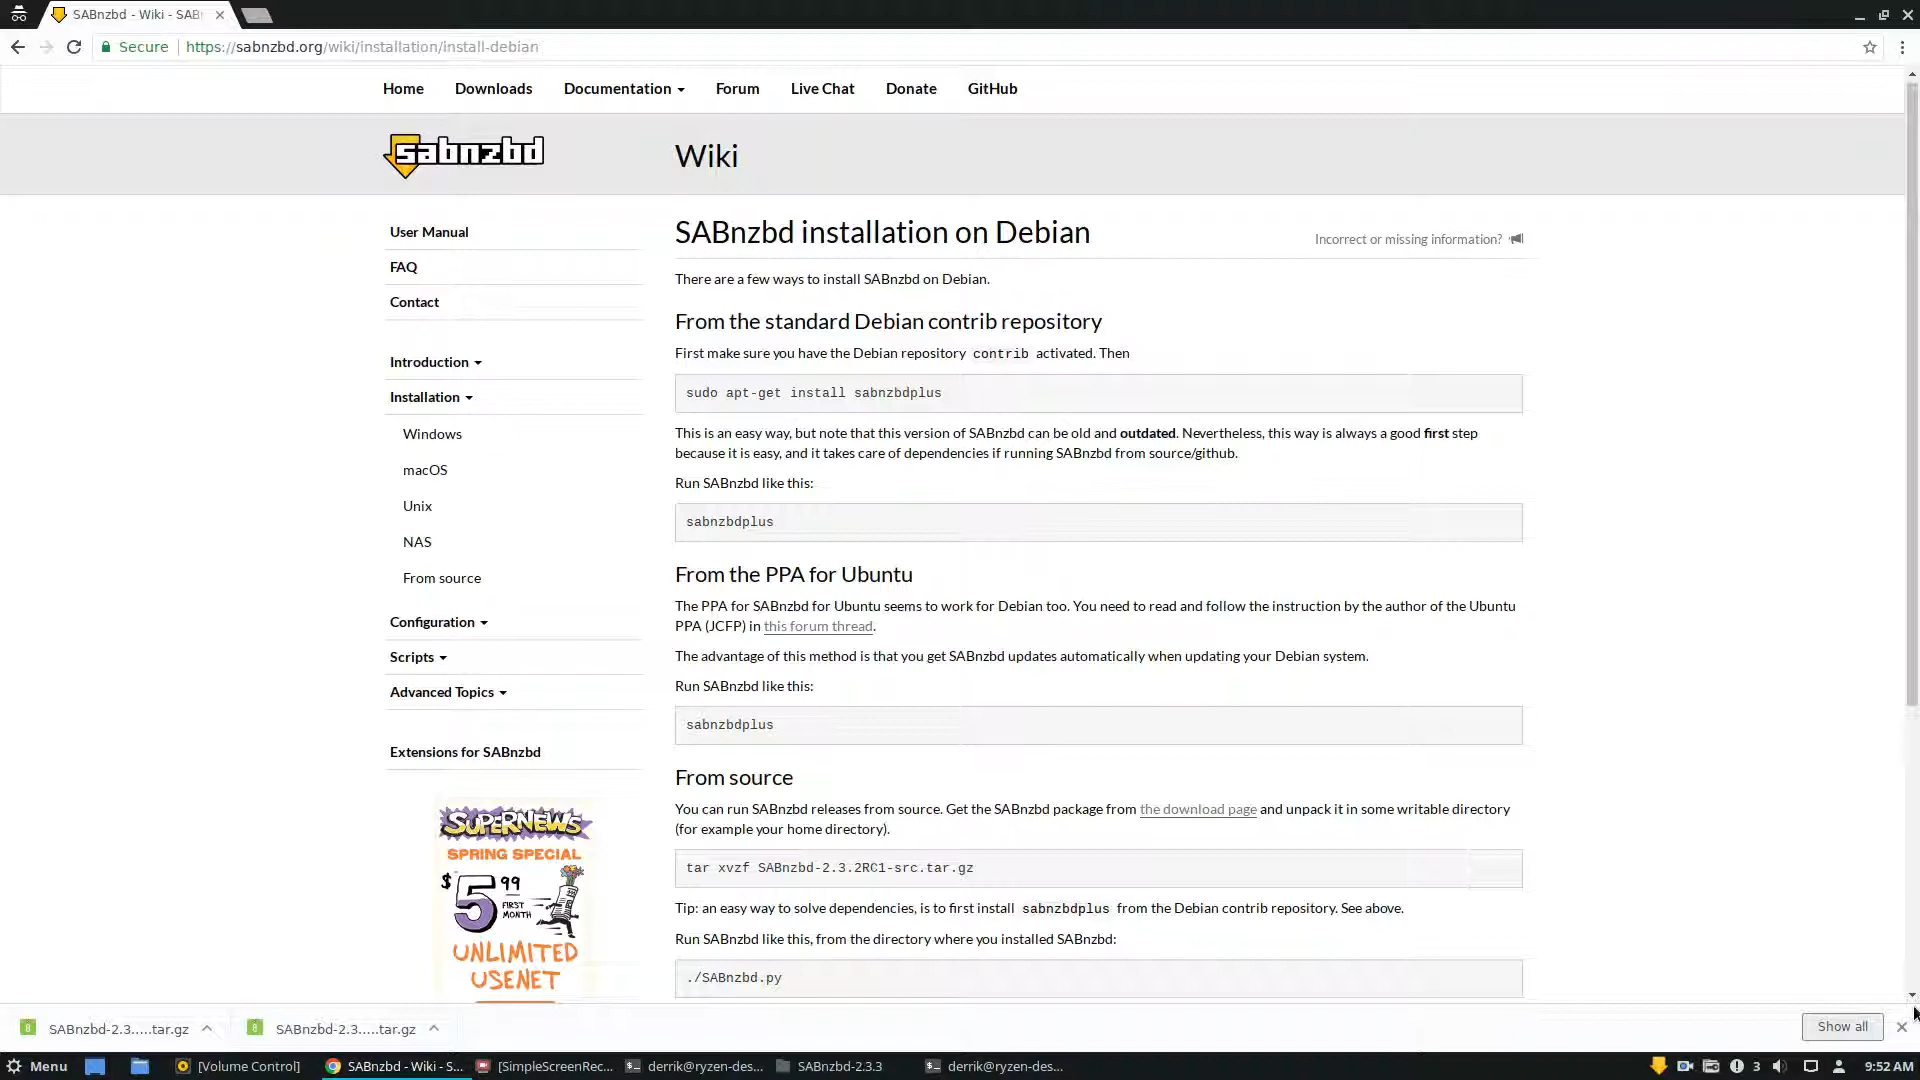 SABnzbd - Wiki - SAB
Secure
https://sabnzbd.org/wiki/installation/install-debian
Home
Downloads
Documentation
Forum
Live Chat
Donate
GitHub
sabnzbd
Wiki
User Manual
FAQ
Contact
Introduction
Installation
Windows
macOS
Unix
NAS
From source
Configuration
Scripts
Advanced Topics
Extensions for SABnzbd
SUPERNEWS
SPRING SPECIAL
$5 99
FIRST
MONTH
UNLIMITED
USENET
SABnzbd installation on Debian
Incorrect or missing information?
There are a few ways to install SABnzbd on Debian.
From the standard Debian contrib repository
First make sure you have the Debian repository contrib activated. Then
sudo apt-get install sabnzbdplus
This is an easy way, but note that this version of SABnzbd can be old and outdated. Nevertheless, this way is always a good first step
because it is easy, and it takes care of dependencies if running SABnzbd from source/github.
Run SABnzbd like this:
sabnzbdplus
From the PPA for Ubuntu
The PPA for SABnzbd for Ubuntu seems to work for Debian too. You need to read and follow the instruction by the author of the Ubuntu
PPA (JCFP) in this forum thread.
The advantage of this method is that you get SABnzbd updates automatically when updating your Debian system.
Run SABnzbd like this:
sabnzbdplus
From source
You can run SABnzbd releases from source. Get the SABnzbd package from the download page and unpack it in some writable directory
(for example your home directory).
tar xvzf SABnzbd-2.3.2RC1-src.tar.gz
Tip: an easy way to solve dependencies, is to first install sabnzbdplus from the Debian contrib repository. See above.
Run SABnzbd like this, from the directory where you installed SABnzbd:
./SABnzbd.py
SABnzbd-2.3.....tar.gz
SABnzbd-2.3.....tar.gz
Show all
Menu
[Volume Control]
SABnzbd - Wiki - S...
[SimpleScreenRec...
derrik@ryzen-des...
SABnzbd-2.3.3
derrik@ryzen-des...
3
9:52 AM